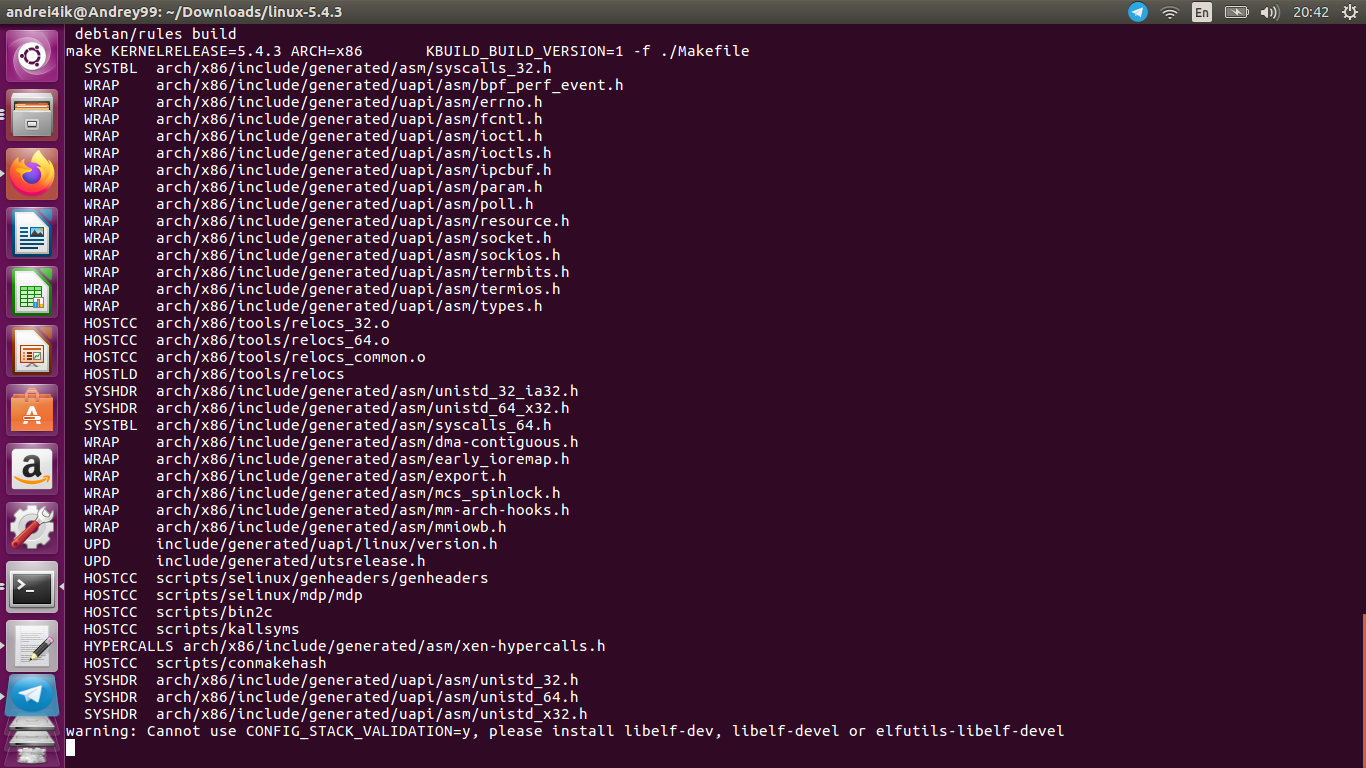 andrei4ik@Andrey99: ~/Downloads/linux-5.4.3 En 20:42
debian/rules build
make KERNELRELEASE=5.4.3 ARCH=x86 KBUILD_BUILD_VERSION=1 -f ./Makefile
SYSTBL arch/x86/include/generated/asm/syscalls_32.h
WRAP arch/x86/include/generated/uapi/asm/bpf_perf_event.h
WRAP arch/x86/include/generated/uapi/asm/errno.h
WRAP arch/x86/include/generated/uapi/asm/fcntl.h
WRAP arch/x86/include/generated/uapi/asm/ioctl.h
WRAP arch/x86/include/generated/uapi/asm/ioctls.h
WRAP arch/x86/include/generated/uapi/asm/ipcbuf.h
WRAP arch/x86/include/generated/uapi/asm/param.h
WRAP arch/x86/include/generated/uapi/asm/poll.h
WRAP arch/x86/include/generated/uapi/asm/resource.h
WRAP arch/x86/include/generated/uapi/asm/socket.h
WRAP arch/x86/include/generated/uapi/asm/sockios.h
WRAP arch/x86/include/generated/uapi/asm/termbits.h
WRAP arch/x86/include/generated/uapi/asm/termios.h
WRAP arch/x86/include/generated/uapi/asm/types.h
HOSTCC arch/x86/tools/relocs_32.o
HOSTCC arch/x86/tools/relocs_64.o
HOSTCC arch/x86/tools/relocs_common.o
HOSTLD arch/x86/tools/relocs
SYSHDR arch/x86/include/generated/asm/unistd_32_ia32.h
SYSHDR arch/x86/include/generated/asm/unistd_64_x32.h
SYSTBL arch/x86/include/generated/asm/syscalls_64.h
WRAP arch/x86/include/generated/asm/dma-contiguous.h
WRAP arch/x86/include/generated/asm/early_ioremap.h
WRAP arch/x86/include/generated/asm/export.h
WRAP arch/x86/include/generated/asm/mcs_spinlock.h
WRAP arch/x86/include/generated/asm/mm-arch-hooks.h
WRAP arch/x86/include/generated/asm/mmiowb.h
UPD include/generated/uapi/linux/version.h
UPD include/generated/utsrelease.h
HOSTCC scripts/selinux/genheaders/genheaders
HOSTCC scripts/selinux/mdp/mdp
HOSTCC scripts/bin2c
HOSTCC scripts/kallsyms
HYPERCALLS arch/x86/include/generated/asm/xen-hypercalls.h
HOSTCC scripts/conmakehash
SYSHDR arch/x86/include/generated/uapi/asm/unistd_32.h
SYSHDR arch/x86/include/generated/uapi/asm/unistd_64.h
SYSHDR arch/x86/include/generated/uapi/asm/unistd_x32.h
warning: Cannot use CONFIG_STACK_VALIDATION=y, please install libelf-dev, libelf-devel or elfutils-libelf-devel